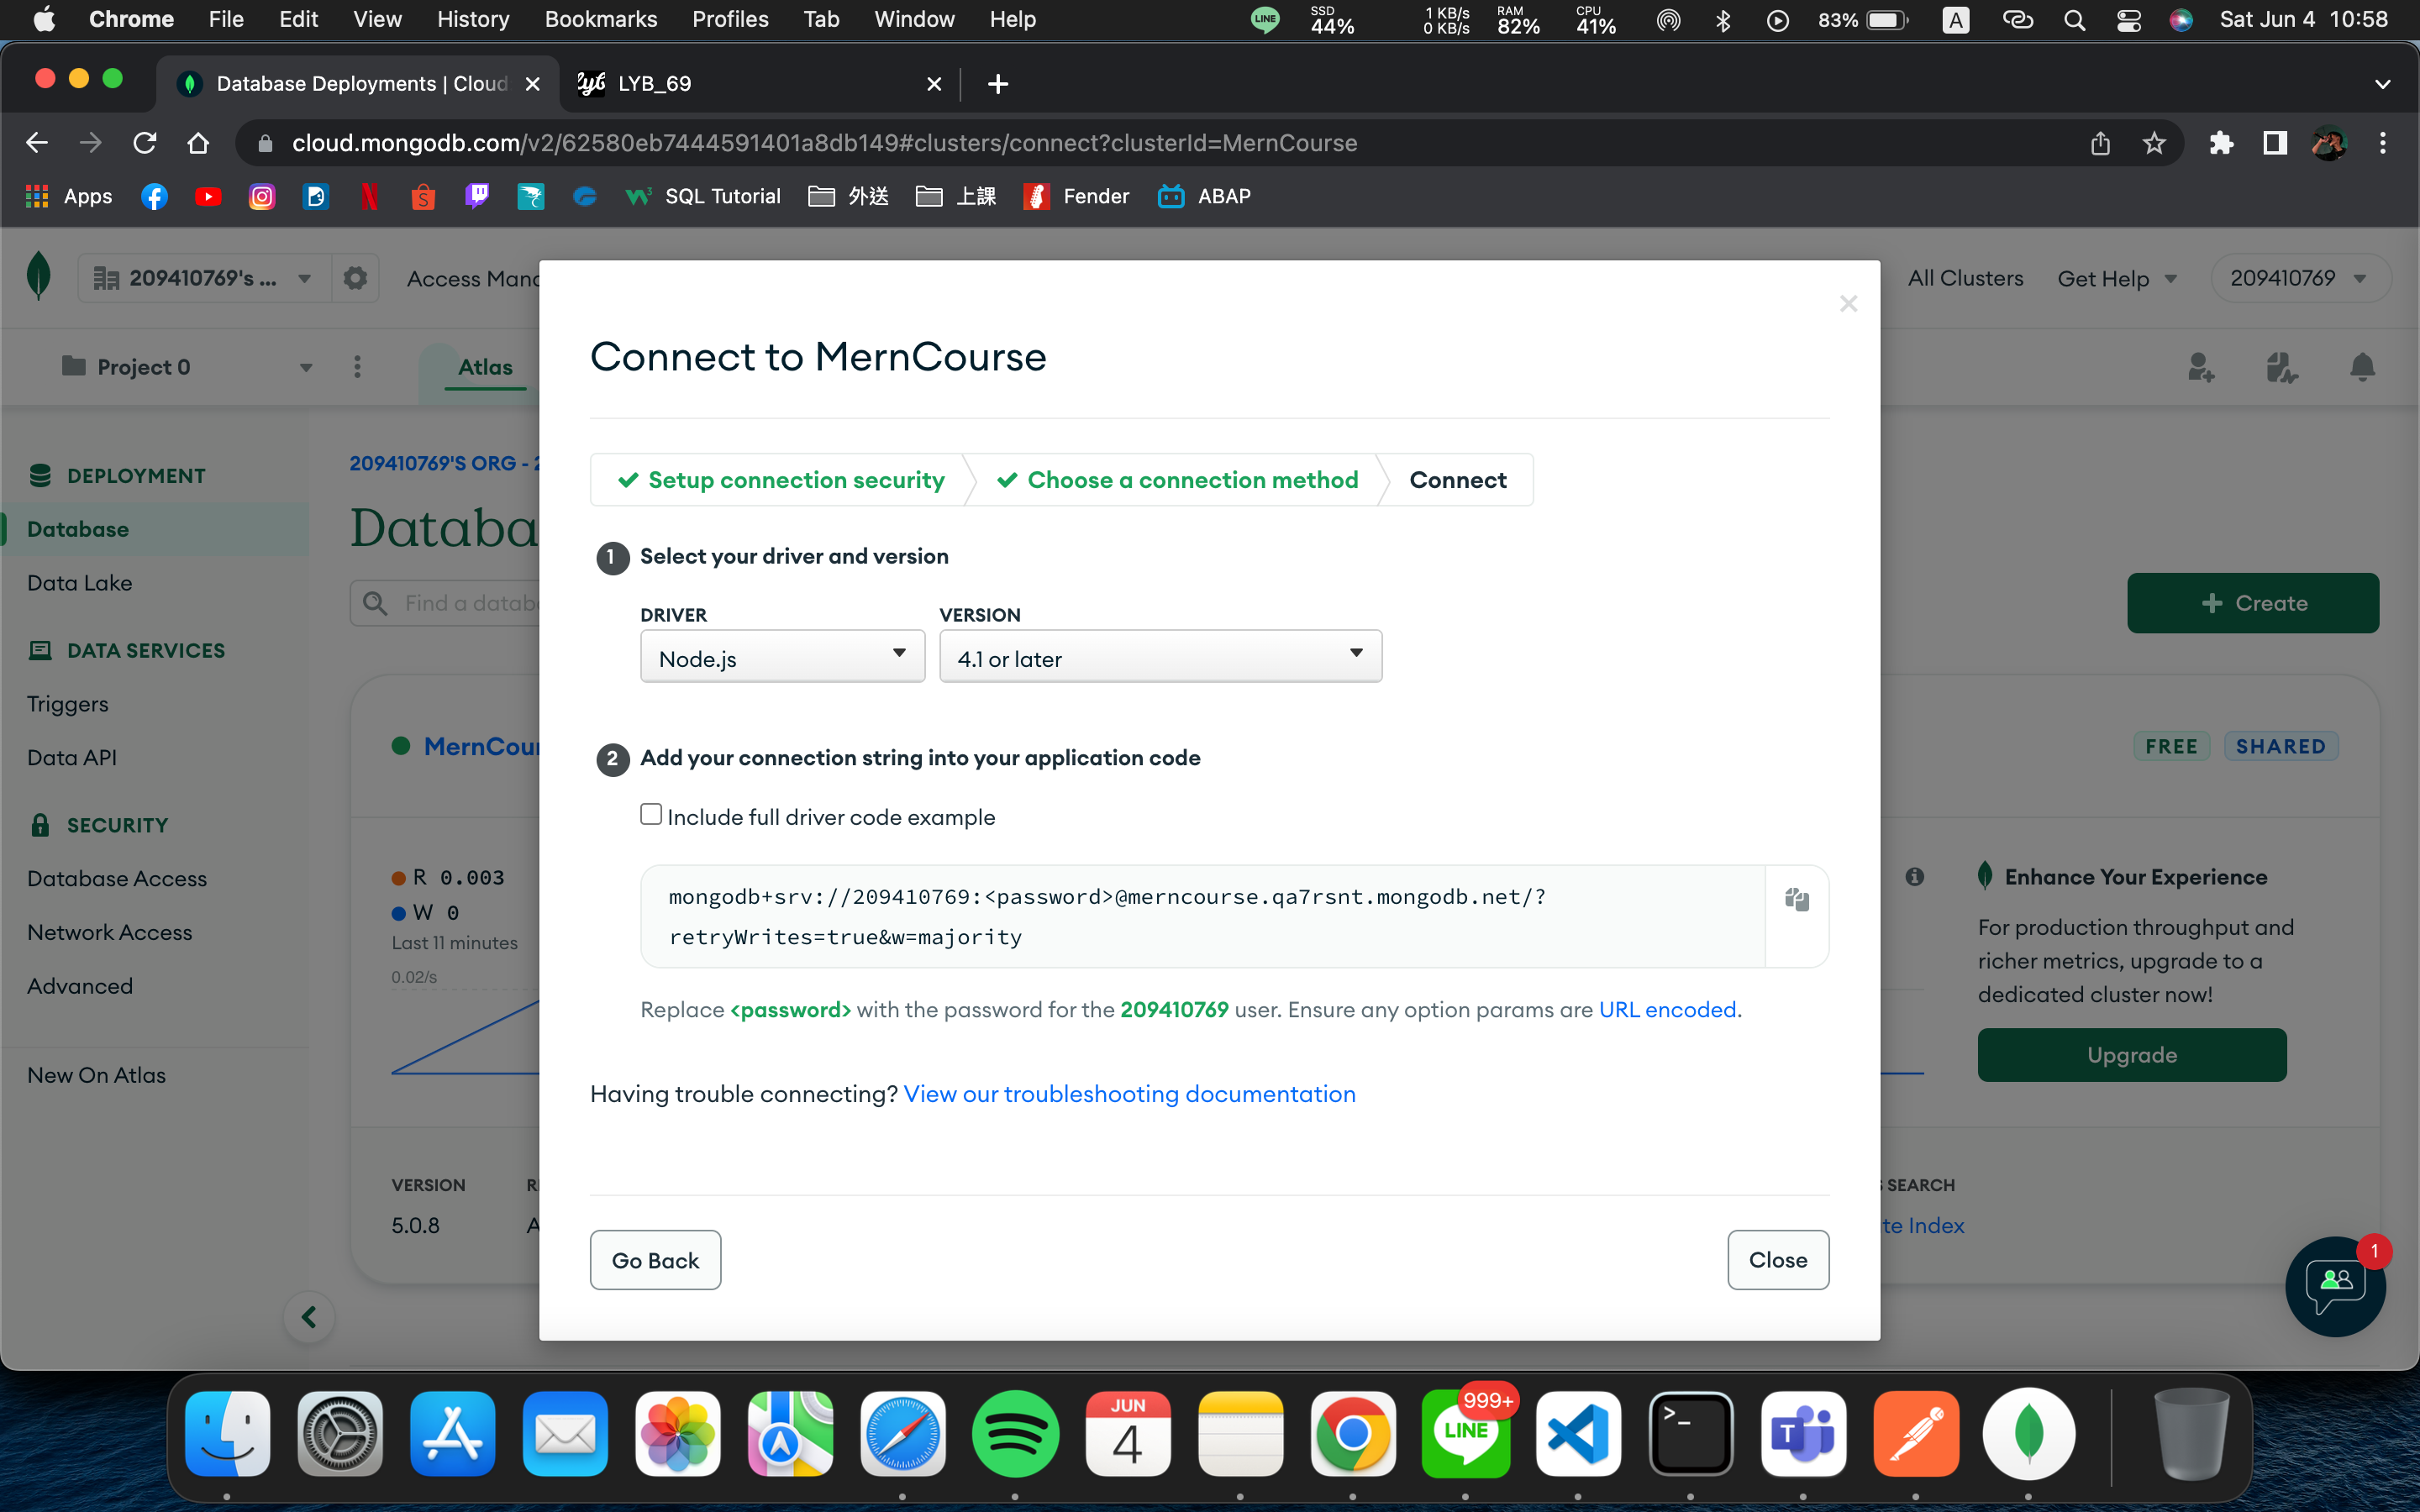 Chrome File Edit View History Bookmarks Profiles Tab Window Help LINE SSD 44% 1 KB/s 0 KB/s RAM 82% CPU 41% 83% A Sat Jun 4 10:58
Database Deployments | Cloud LYB_69
cloud.mongodb.com/v2/62580eb7444591401a8db149#clusters/connect?clusterId=MernCourse
Apps SQL Tutorial 外送 上課 Fender ABAP
209410769's ... Access Mana All Clusters Get Help 209410769
Project 0 Atlas
DEPLOYMENT
Database
Data Lake
DATA SERVICES
Triggers
Data API
SECURITY
Database Access
Network Access
Advanced
New On Atlas
209410769'S ORG - 2
Databa
Find a databa
+ Create
MernCour
FREE SHARED
R 0.003
W 0
Last 11 minutes
0.02/s
VERSION
5.0.8
Enhance Your Experience
For production throughput and
richer metrics, upgrade to a
dedicated cluster now!
Upgrade
SEARCH
te Index
1
Connect to MernCourse
Setup connection security Choose a connection method Connect
1 Select your driver and version
DRIVER VERSION
Node.js 4.1 or later
2 Add your connection string into your application code
Include full driver code example
mongodb+srv://209410769:<password>@merncourse.qa7rsnt.mongodb.net/?
retryWrites=true&w=majority
Replace <password> with the password for the 209410769 user. Ensure any option params are URL encoded.
Having trouble connecting? View our troubleshooting documentation
Go Back Close
JUN
4
999+
LINE
>_
T